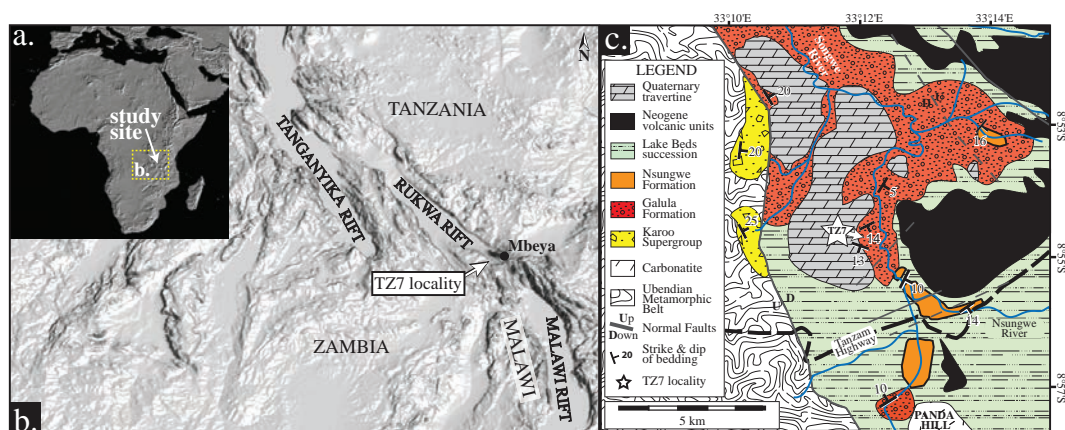 a.
study
site
b.
N
TANZANIA
TANGANYIKA RIFT
RUKWA RIFT
Mbeya
TZ7 locality
ZAMBIA
MALAWI
MALAWI RIFT
b.
c.
33°10'E
33°12'E
33°14'E
8°53'S
8°55'S
8°57'S
LEGEND
Quaternary
travertine
Neogene
volcanic units
Lake Beds
succession
Nsungwe
Formation
Galula
Formation
Karoo
Supergroup
Carbonatite
Ubendian
Metamorphic
Belt
Up
Normal Faults
Down
20
Strike & dip
of bedding
TZ7 locality
5 km
Songwe
River
20
20
25
16
5
TZ7
14
13
10
14
U D
Tanzam
Highway
Nsungwe
River
10
PANDA
HILL